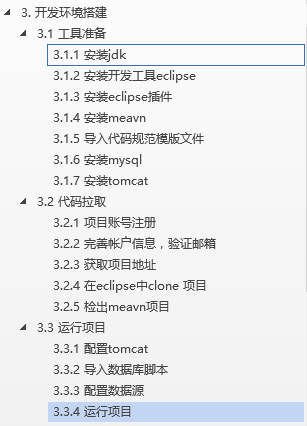 3. 开发环境搭建
3.1 工具准备
3.1.1 安装jdk
3.1.2 安装开发工具eclipse
3.1.3 安装eclipse插件
3.1.4 安装meavn
3.1.5 导入代码规范模版文件
3.1.6 安装mysql
3.1.7 安装tomcat
3.2 代码拉取
3.2.1 项目账号注册
3.2.2 完善帐户信息，验证邮箱
3.2.3 获取项目地址
3.2.4 在eclipse中clone 项目
3.2.5 检出meavn项目
3.3 运行项目
3.3.1 配置tomcat
3.3.2 导入数据库脚本
3.3.3 配置数据源
3.3.4 运行项目